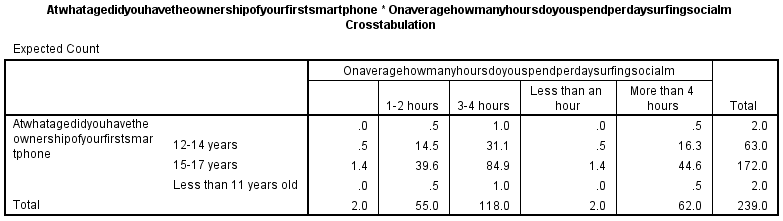 Atwhatagedidyouhavetheownershipofyourfirstsmartphone * Onaveragehowmanyhoursdoyouspendperdaysurfingsocialm
Crosstabulation
Expected Count
Onaveragehowmanyhoursdoyouspendperdaysurfingsocialm Total
1-2 hours 3-4 hours Less than an hour More than 4 hours
Atwhatagedidyouhavethe
ownershipofyourfirstsmar
tphone
.0 .5 1.0 .0 .5 2.0
12-14 years .5 14.5 31.1 .5 16.3 63.0
15-17 years 1.4 39.6 84.9 1.4 44.6 172.0
Less than 11 years old .0 .5 1.0 .0 .5 2.0
Total 2.0 55.0 118.0 2.0 62.0 239.0